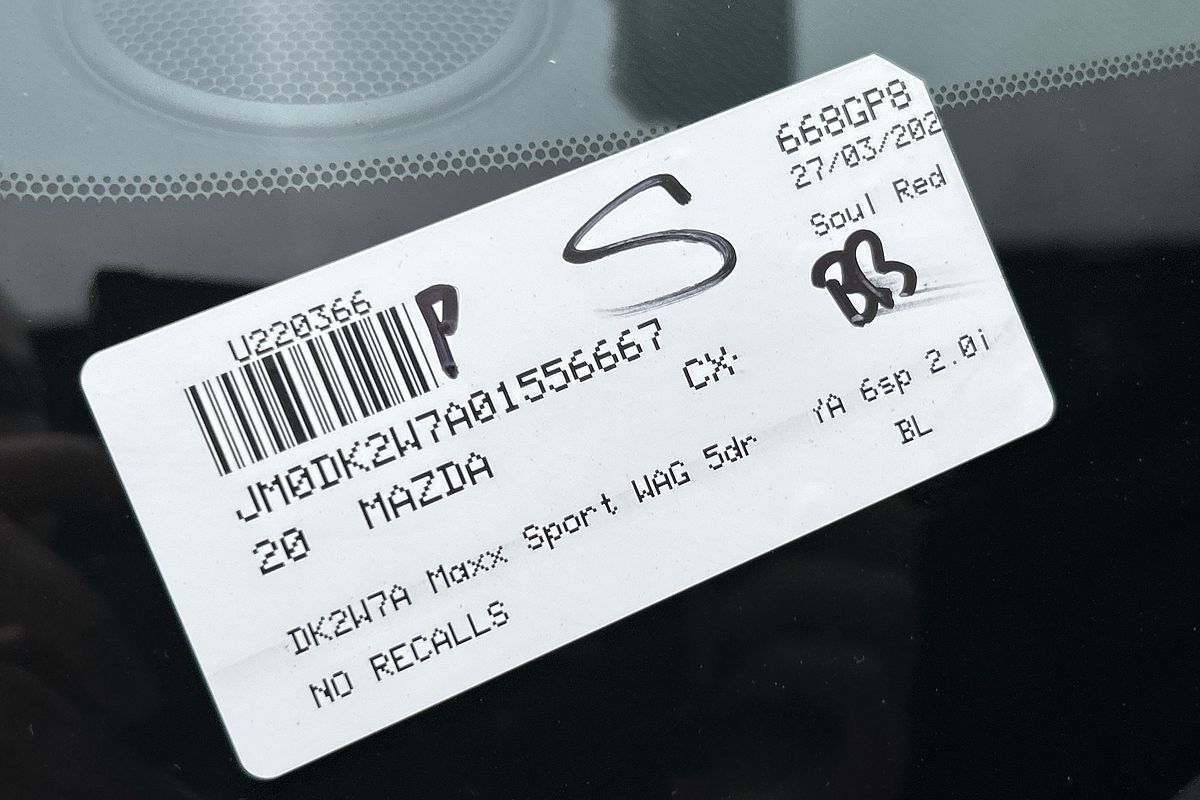 668GP8
27/03/202
Soul Red
S
BB
U220366
P
JM0DK2W7A01556667
20 MAZDA CX-
DK2W7A Maxx Sport WAG 5dr 6sp 2.0i
NO RECALLS BL